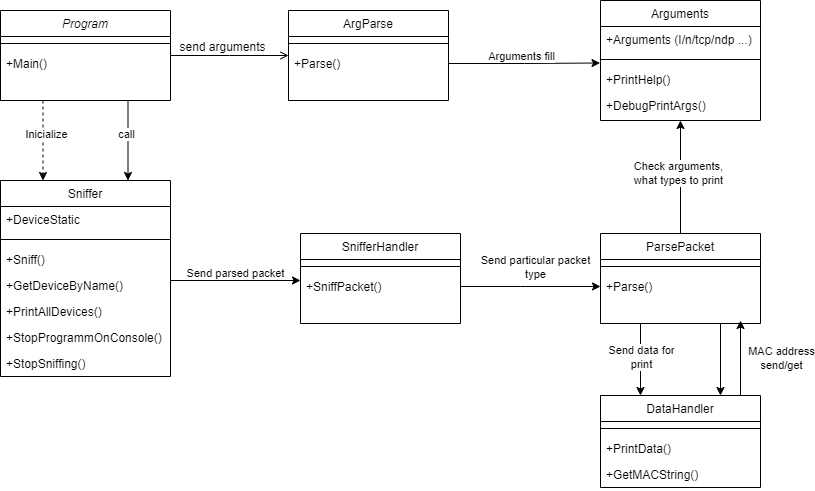 Program
+Main()
send arguments
ArgParse
+Parse()
Arguments fill
Arguments
+Arguments (I/n/tcp/ndp ...)
+PrintHelp()
+DebugPrintArgs()
Inicialize
call
Check arguments,
what types to print
Sniffer
+DeviceStatic
+Sniff()
+GetDeviceByName()
+PrintAllDevices()
+StopProgrammOnConsole()
+StopSniffing()
Send parsed packet
SnifferHandler
+SniffPacket()
Send particular packet
type
ParsePacket
+Parse()
Send data for
print
MAC address
send/get
DataHandler
+PrintData()
+GetMACString()